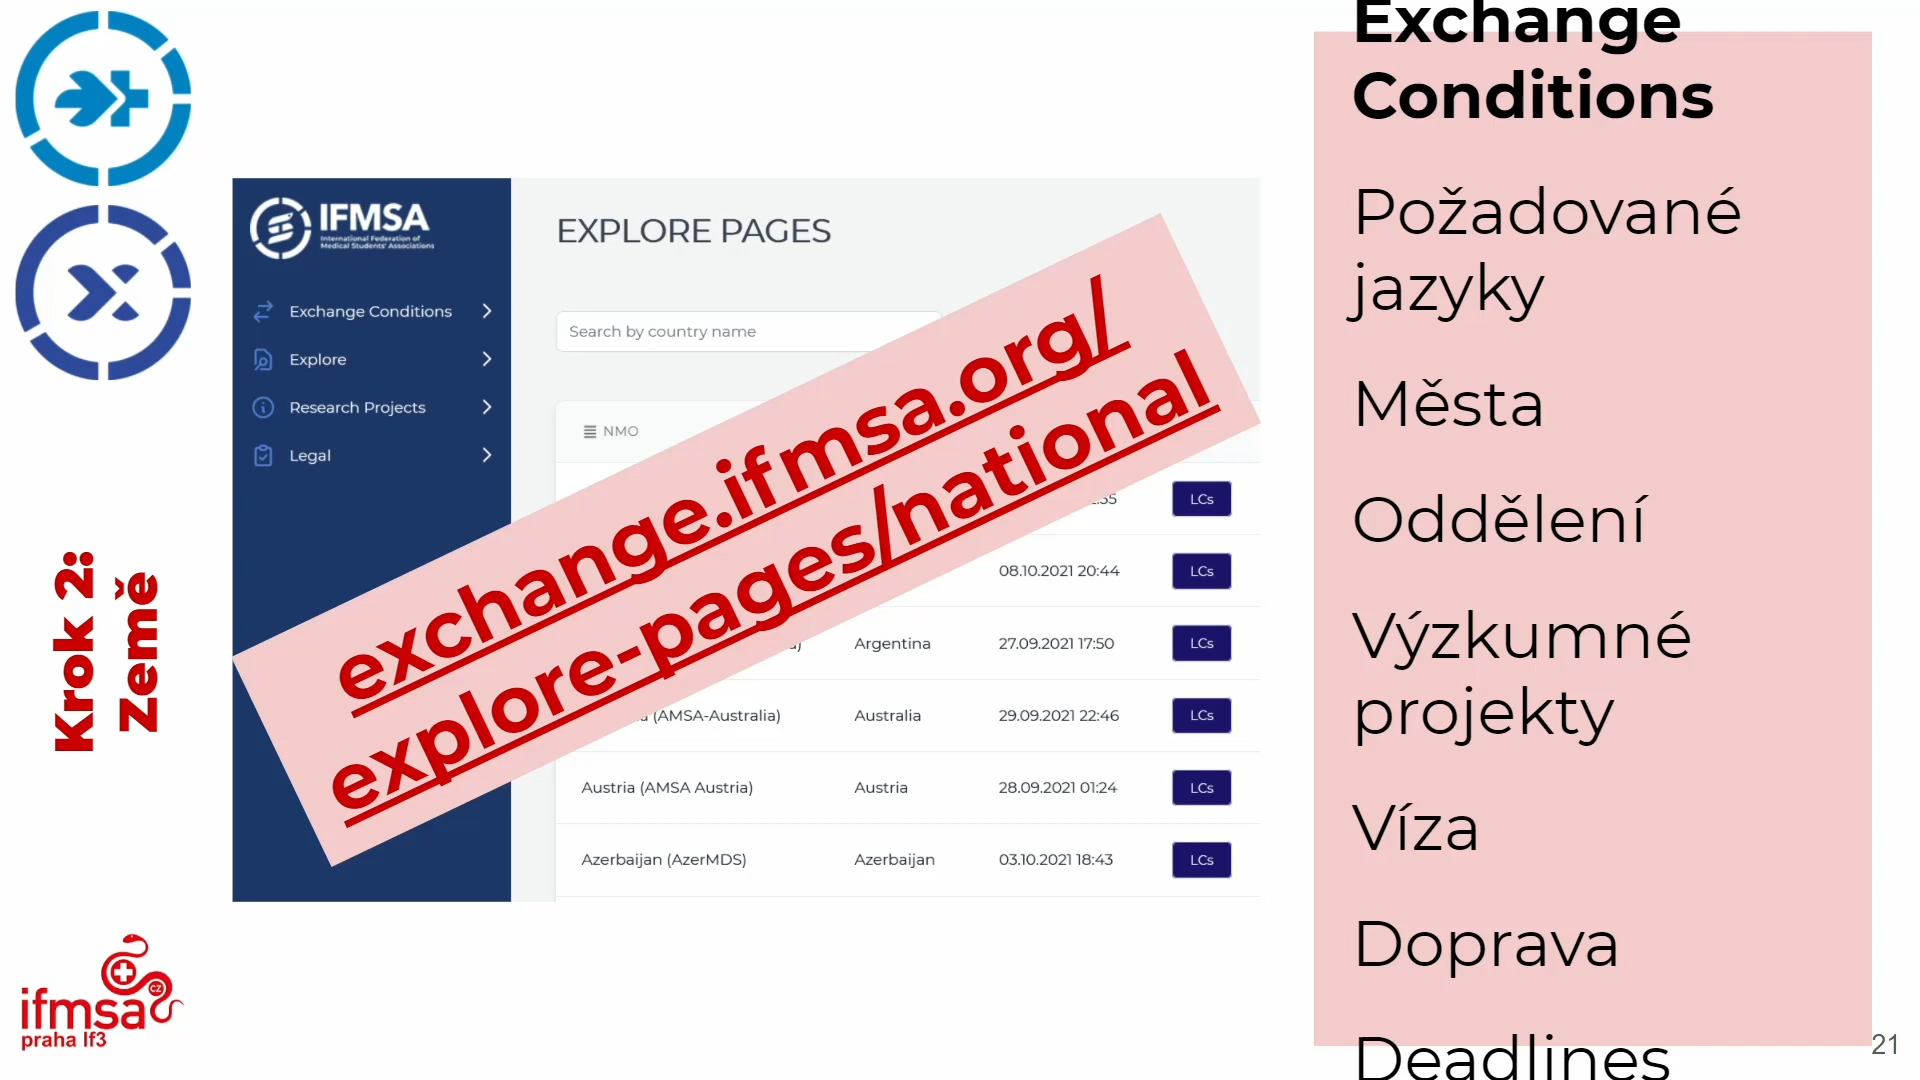 Krok 2:
Země
IFMSA
International Federation of
Medical Students' Associations
Exchange Conditions
Explore
Research Projects
Legal
EXPLORE PAGES
Search by country name
NMO
LCs
08.10.2021 20:44
LCs
Argentina
27.09.2021 17:50
LCs
(AMSA-Australia)
Australia
29.09.2021 22:46
LCs
Austria (AMSA Austria)
Austria
28.09.2021 01:24
LCs
Azerbaijan (AzerMDS)
Azerbaijan
03.10.2021 18:43
LCs
exchange.ifmsa.org/
explore-pages/national
Exchange
Conditions
Požadované
jazyky
Města
Oddělení
Výzkumné
projekty
Víza
Doprava
Deadlines
ifmsa
CZ
praha lf3
21